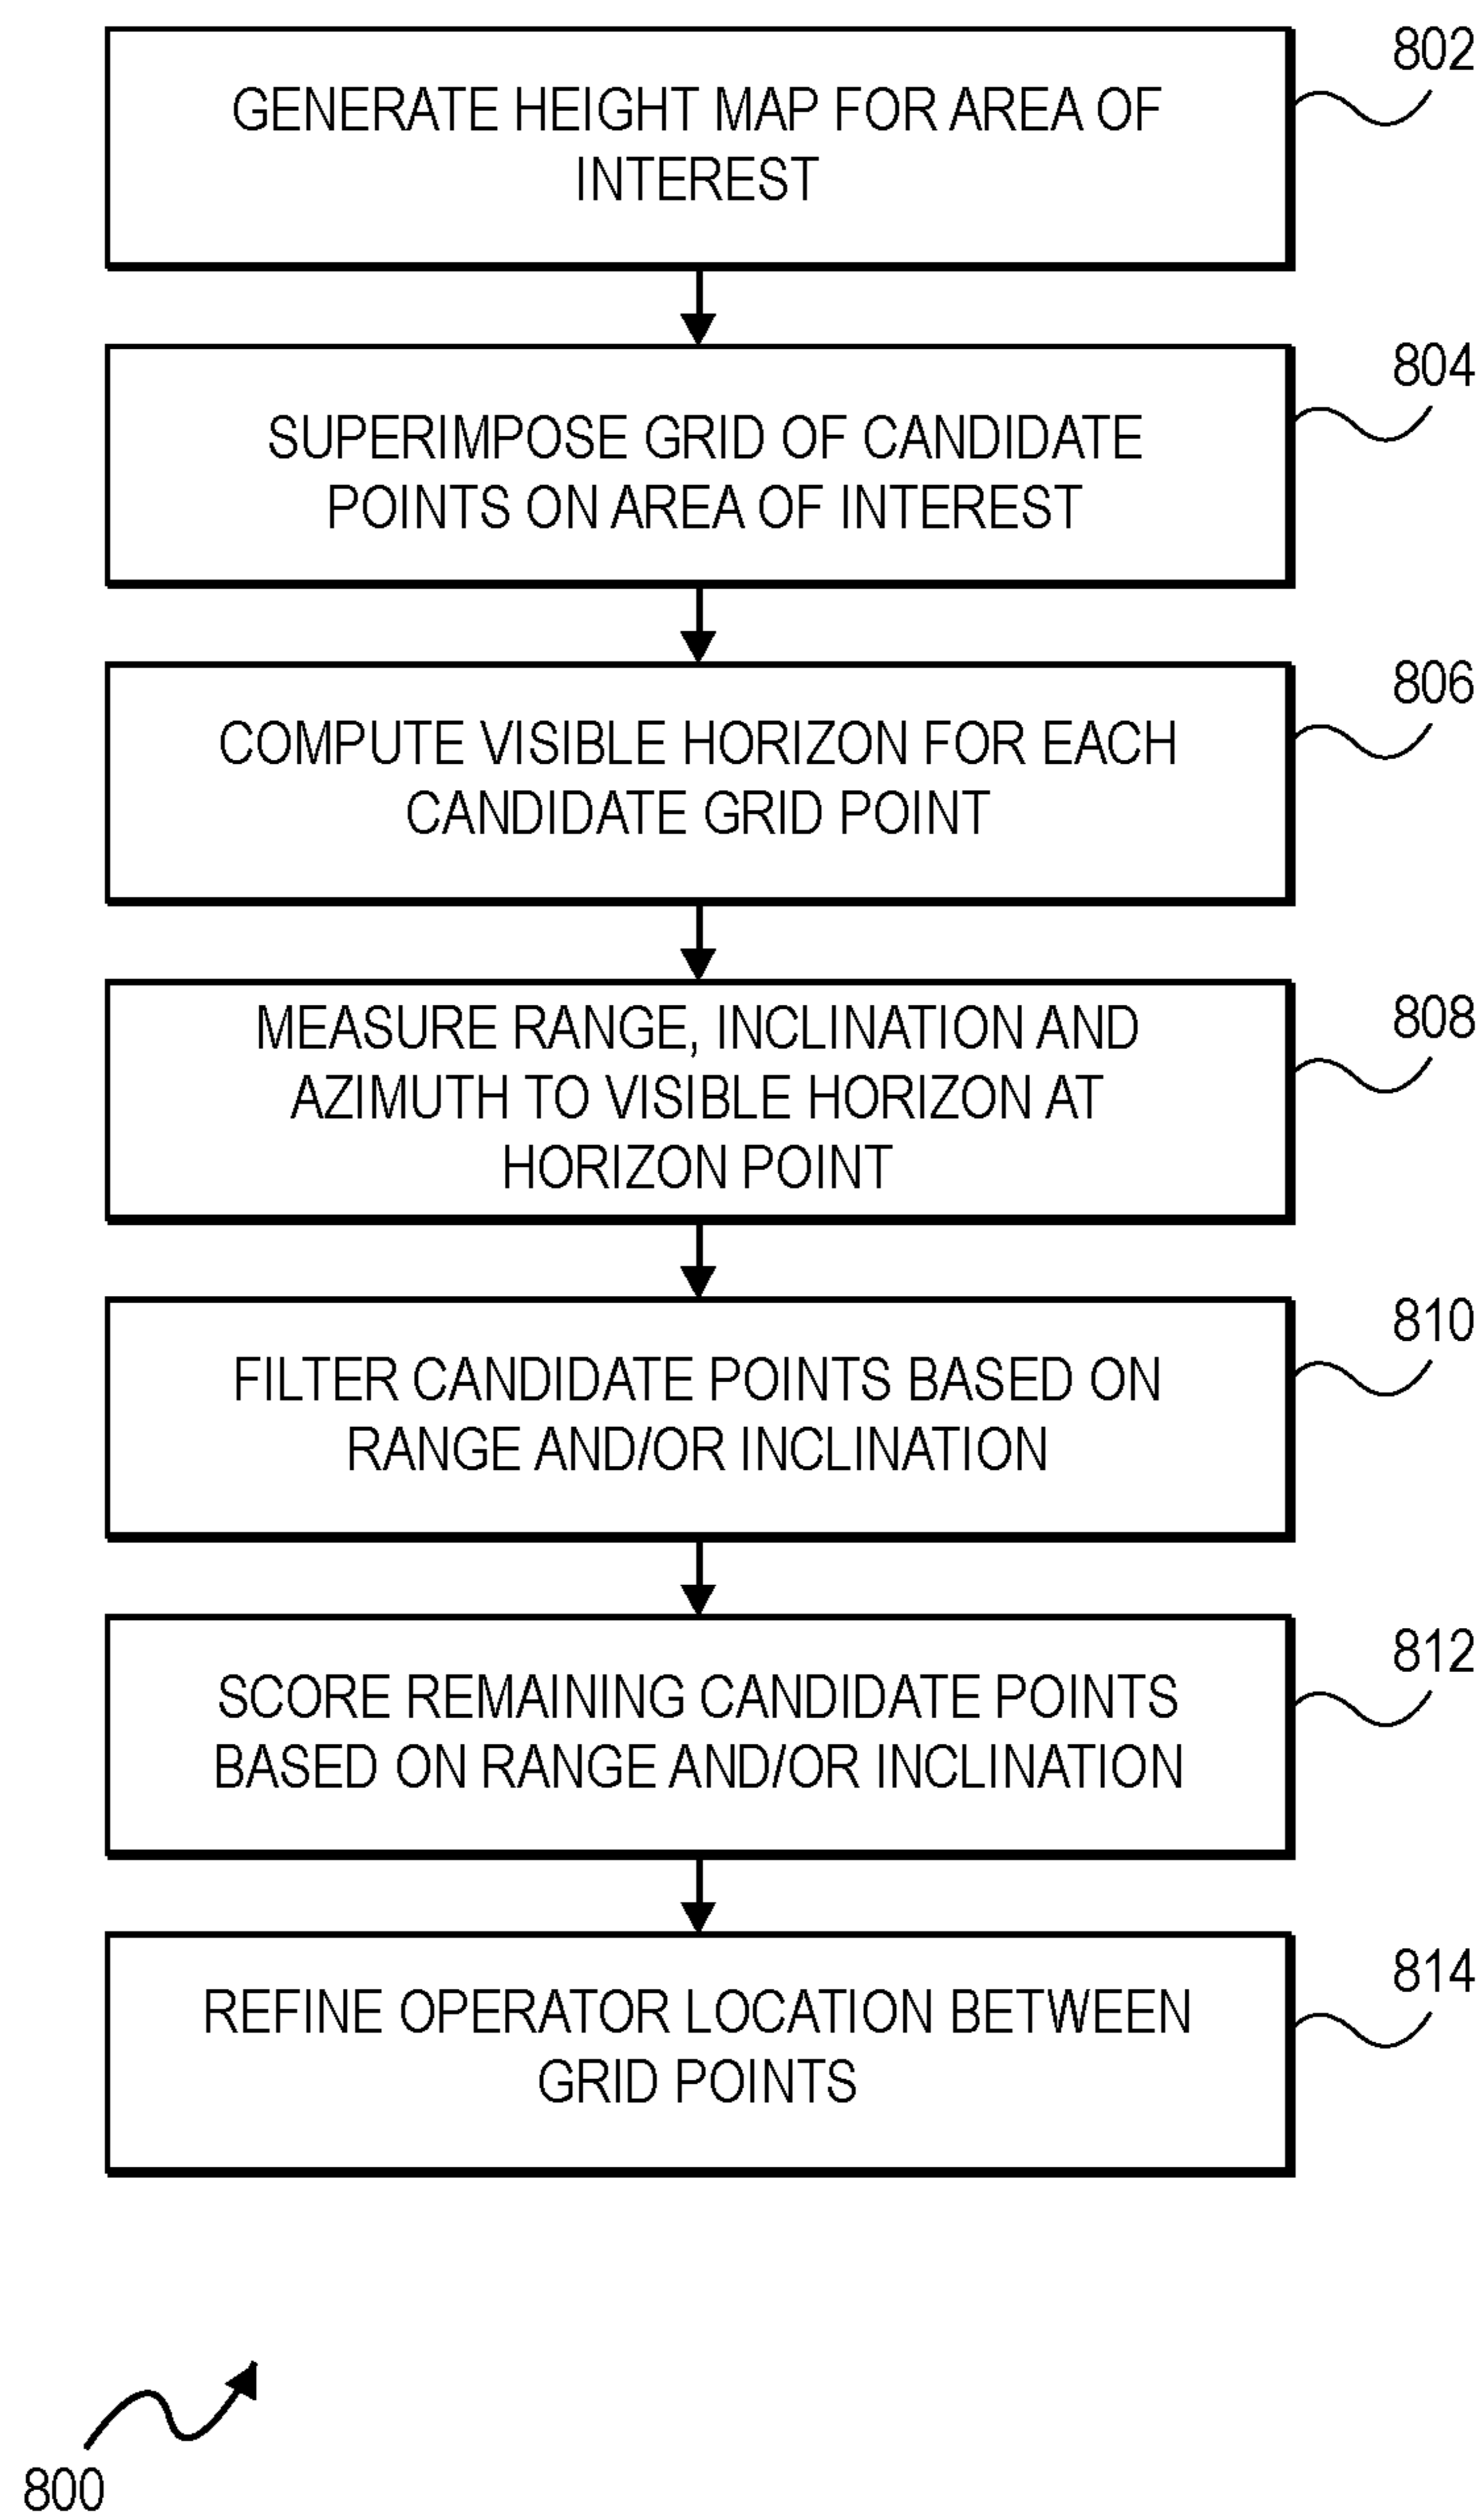 802
GENERATE HEIGHT MAP FOR AREA OF
INTEREST
804
SUPERIMPOSE GRID OF CANDIDATE
POINTS ON AREA OF INTEREST
806
COMPUTE VISIBLE HORIZON FOR EACH
CANDIDATE GRID POINT
808
MEASURE RANGE, INCLINATION AND
AZIMUTH TO VISIBLE HORIZON AT
HORIZON POINT
810
FILTER CANDIDATE POINTS BASED ON
RANGE AND/OR INCLINATION
812
SCORE REMAINING CANDIDATE POINTS
BASED ON RANGE AND/OR INCLINATION
814
REFINE OPERATOR LOCATION BETWEEN
GRID POINTS
800